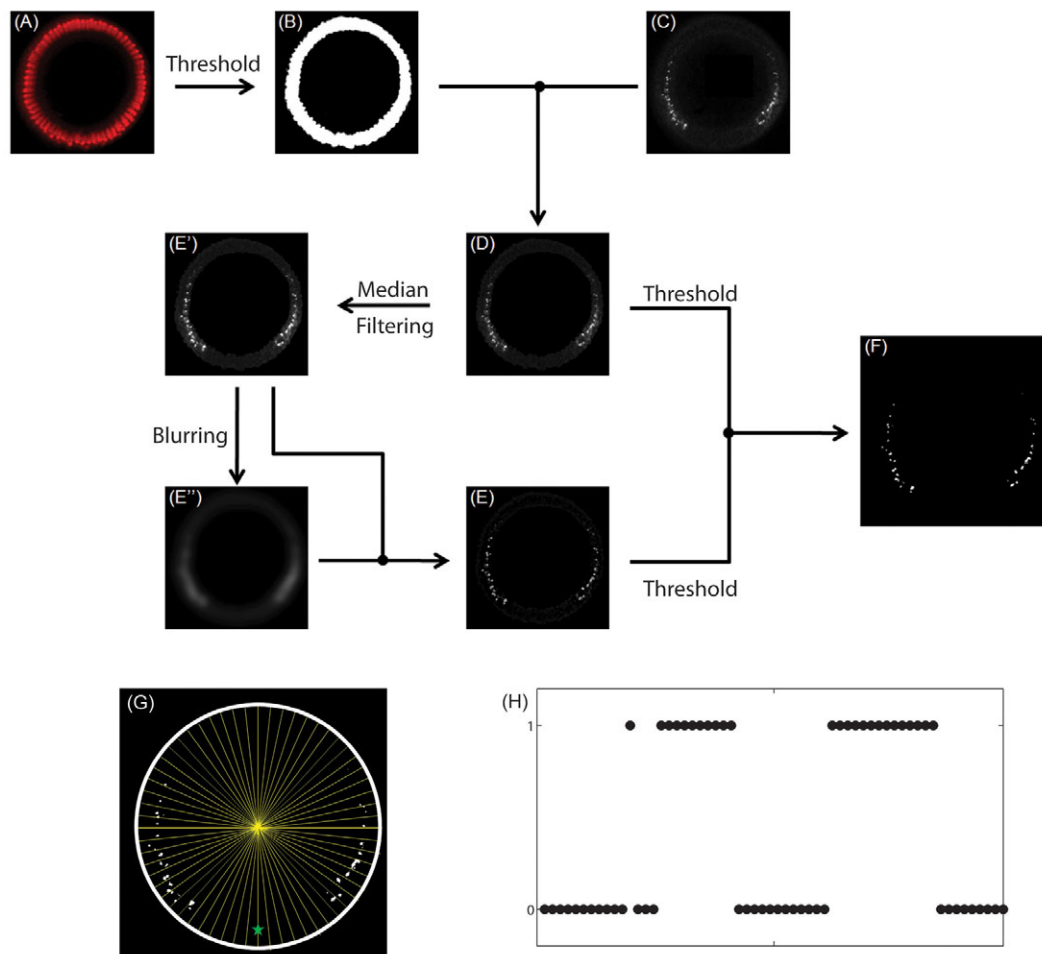 (A)
Threshold
(B)
(C)
(E')
Median
Filtering
(D)
Threshold
(F)
Blurring
(E'')
(E)
Threshold
(G)
(H)
1
0